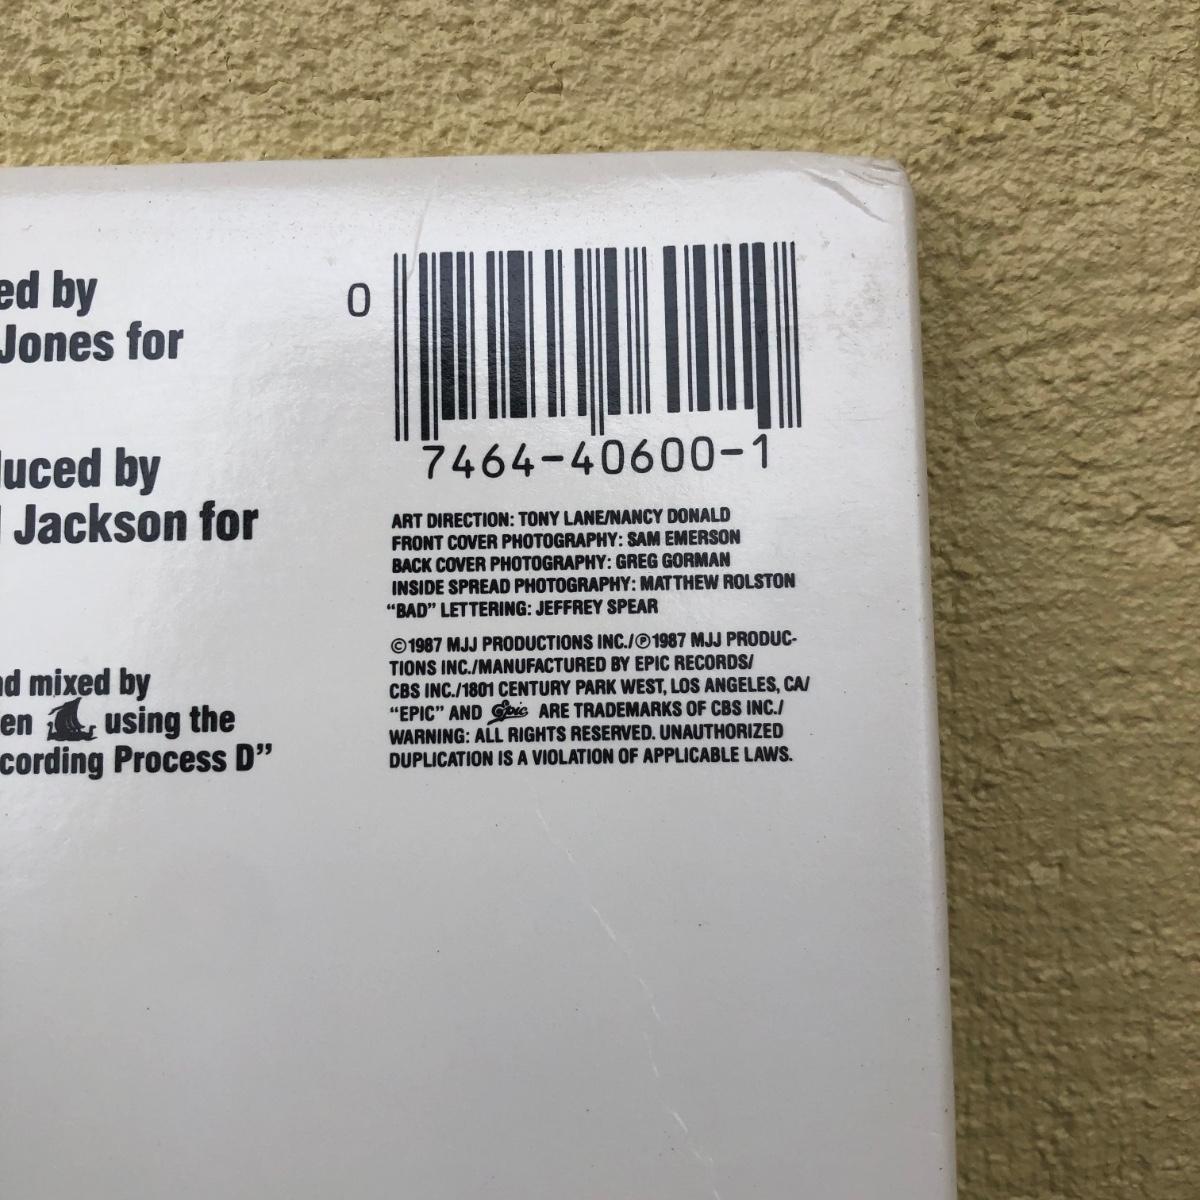 ed by
Jones for
duced by
Jackson for
nd mixed by
en using the
cording Process D”
0
7464-40600-1
ART DIRECTION: TONY LANE/NANCY DONALD
FRONT COVER PHOTOGRAPHY: SAM EMERSON
BACK COVER PHOTOGRAPHY: GREG GORMAN
INSIDE SPREAD PHOTOGRAPHY: MATTHEW ROLSTON
“BAD” LETTERING: JEFFREY SPEAR
©1987 MJJ PRODUCTIONS INC./℗1987 MJJ PRODUC-
TIONS INC./MANUFACTURED BY EPIC RECORDS/
CBS INC./1801 CENTURY PARK WEST, LOS ANGELES, CA/
“EPIC” AND Epic ARE TRADEMARKS OF CBS INC./
WARNING: ALL RIGHTS RESERVED. UNAUTHORIZED
DUPLICATION IS A VIOLATION OF APPLICABLE LAWS.